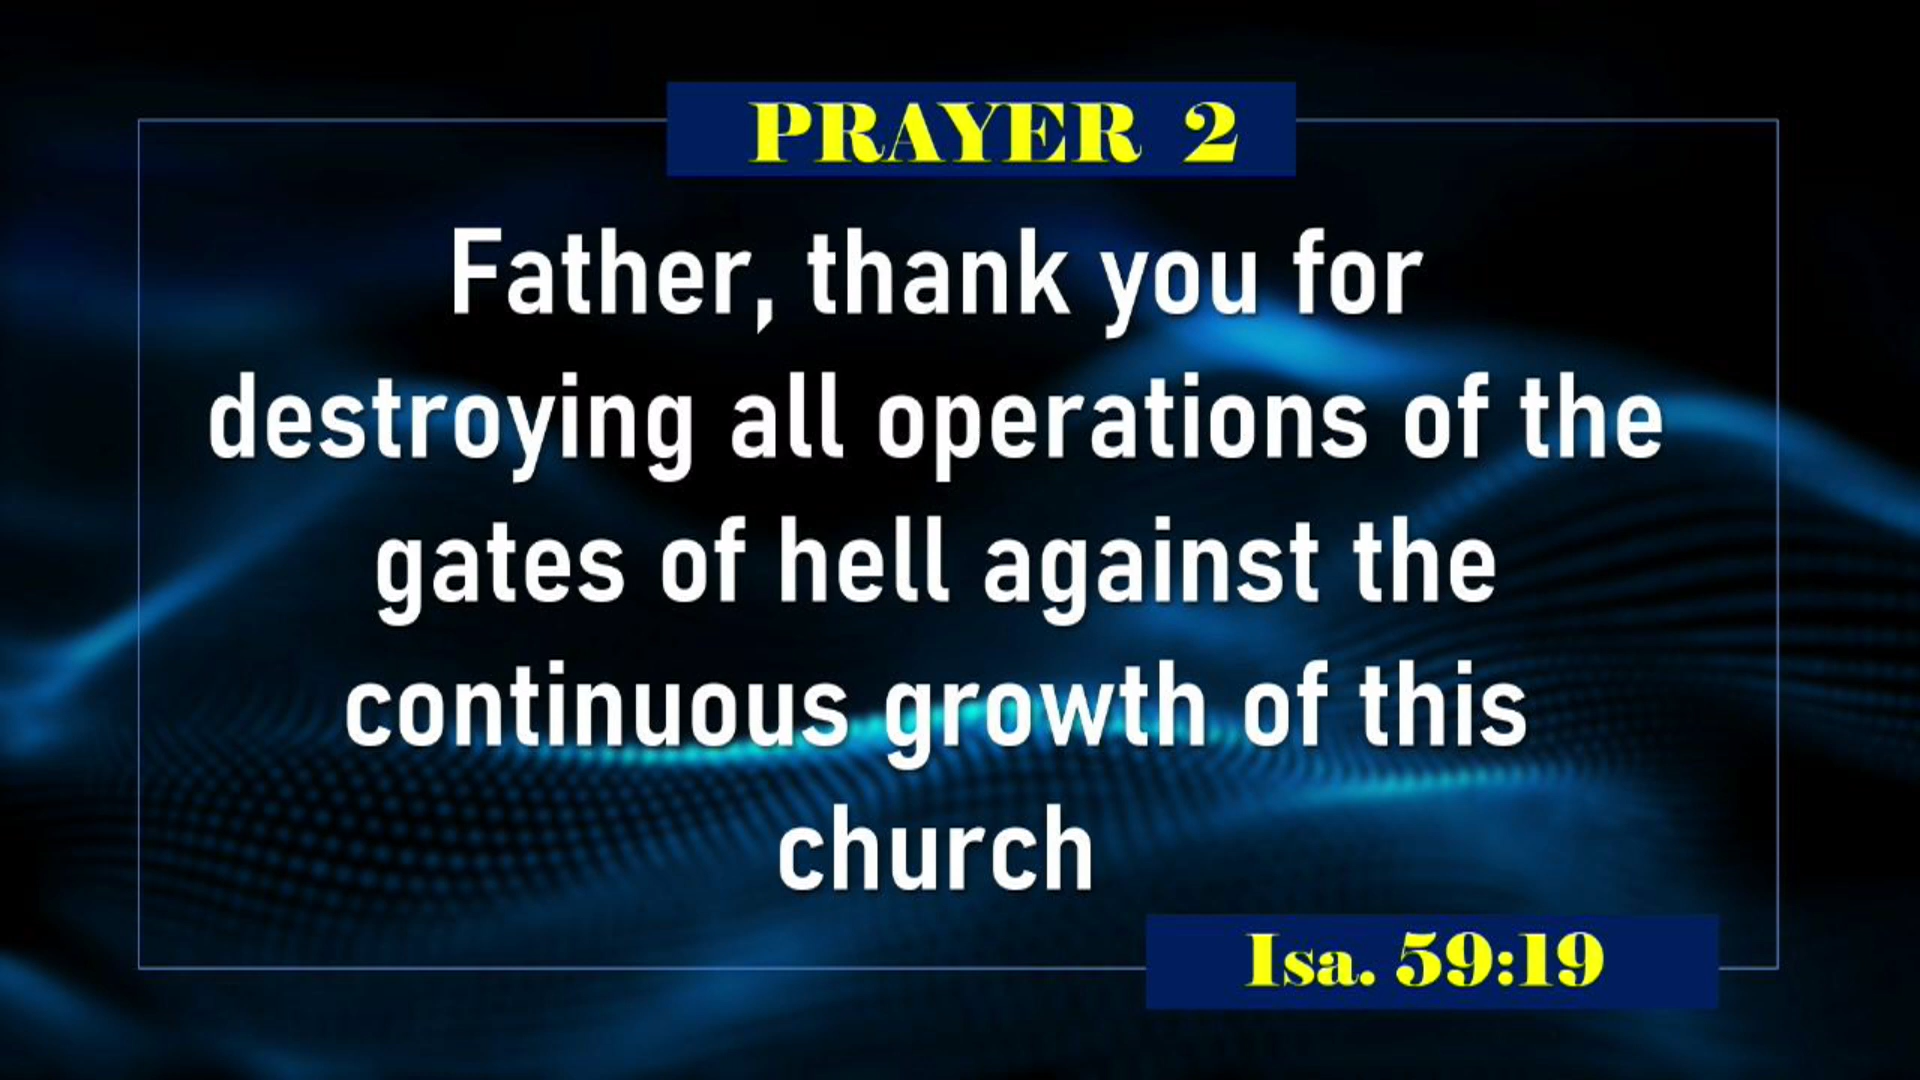 PRAYER 2
Father, thank you for
destroying all operations of the
gates of hell against the
continuous growth of this
church
Isa. 59:19